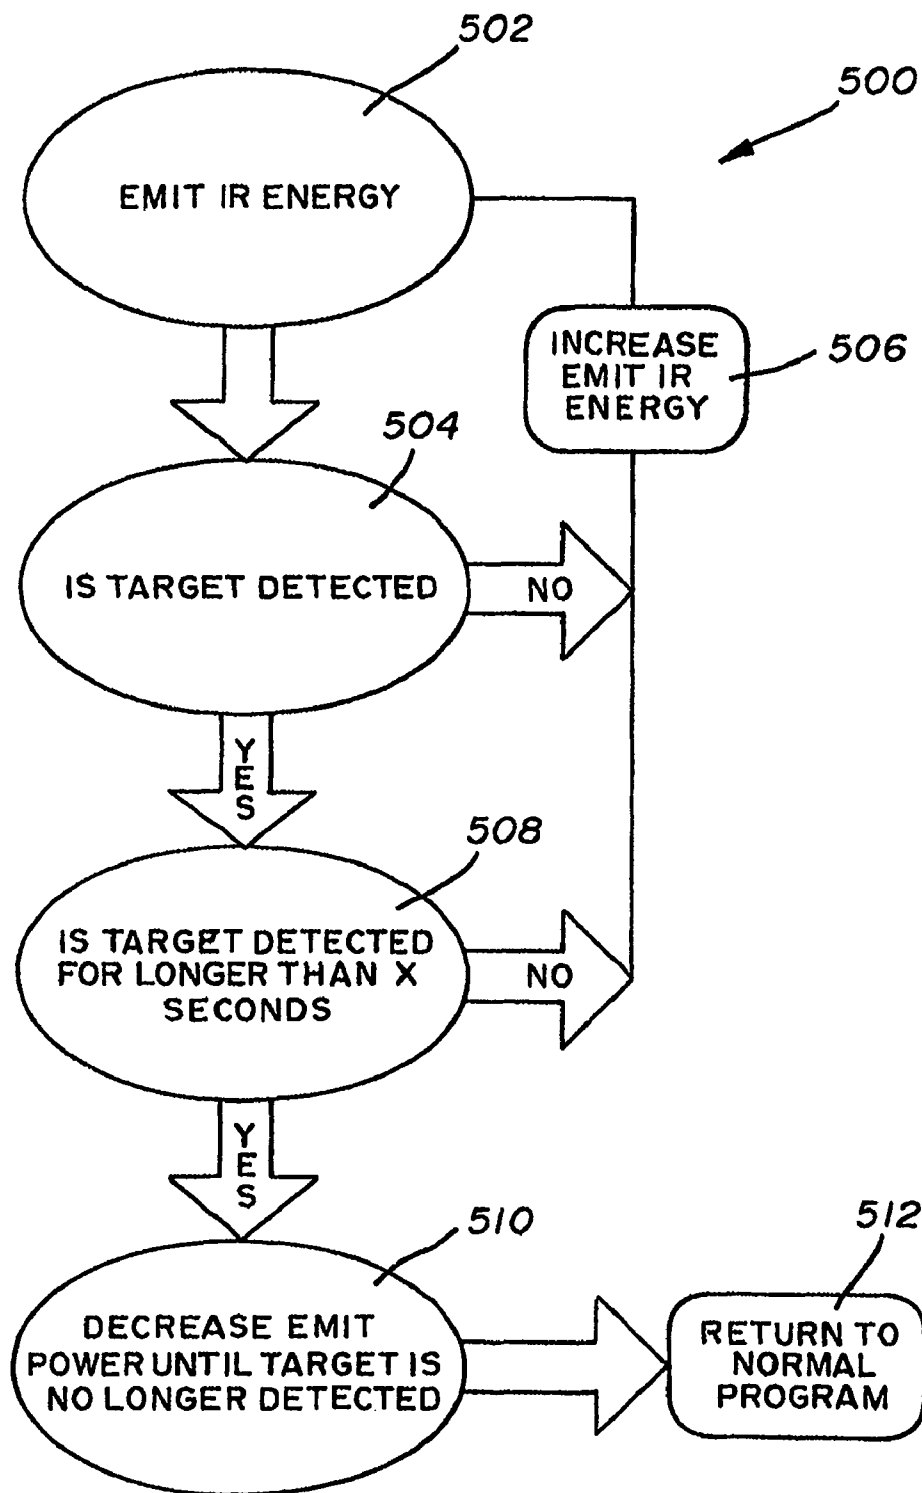 502
500
EMIT IR ENERGY
INCREASE
EMIT IR
ENERGY
506
504
IS TARGET DETECTED
NO
YES
508
IS TARGET DETECTED
FOR LONGER THAN X
SECONDS
NO
YES
510
512
DECREASE EMIT
POWER UNTIL TARGET IS
NO LONGER DETECTED
RETURN TO
NORMAL
PROGRAM